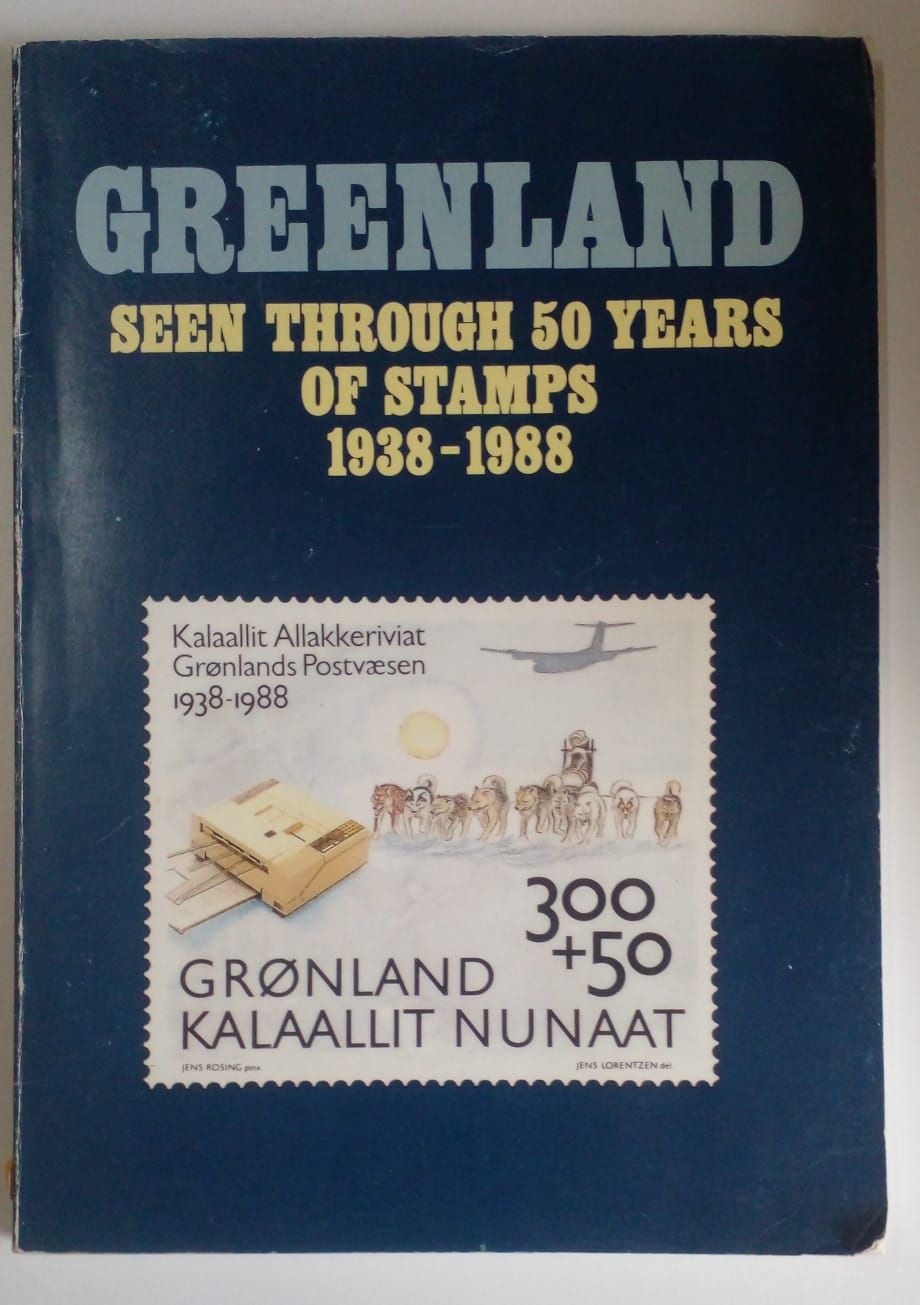 GREENLAND
SEEN THROUGH 50 YEARS
OF STAMPS
1938-1988
Kalaallit Allakkeriviat
Grønlands Postvæsen
1938-1988
300
+50
GRØNLAND
KALAALLIT NUNAAT
JENS ROSING pinx
JENS LORENTZEN del.